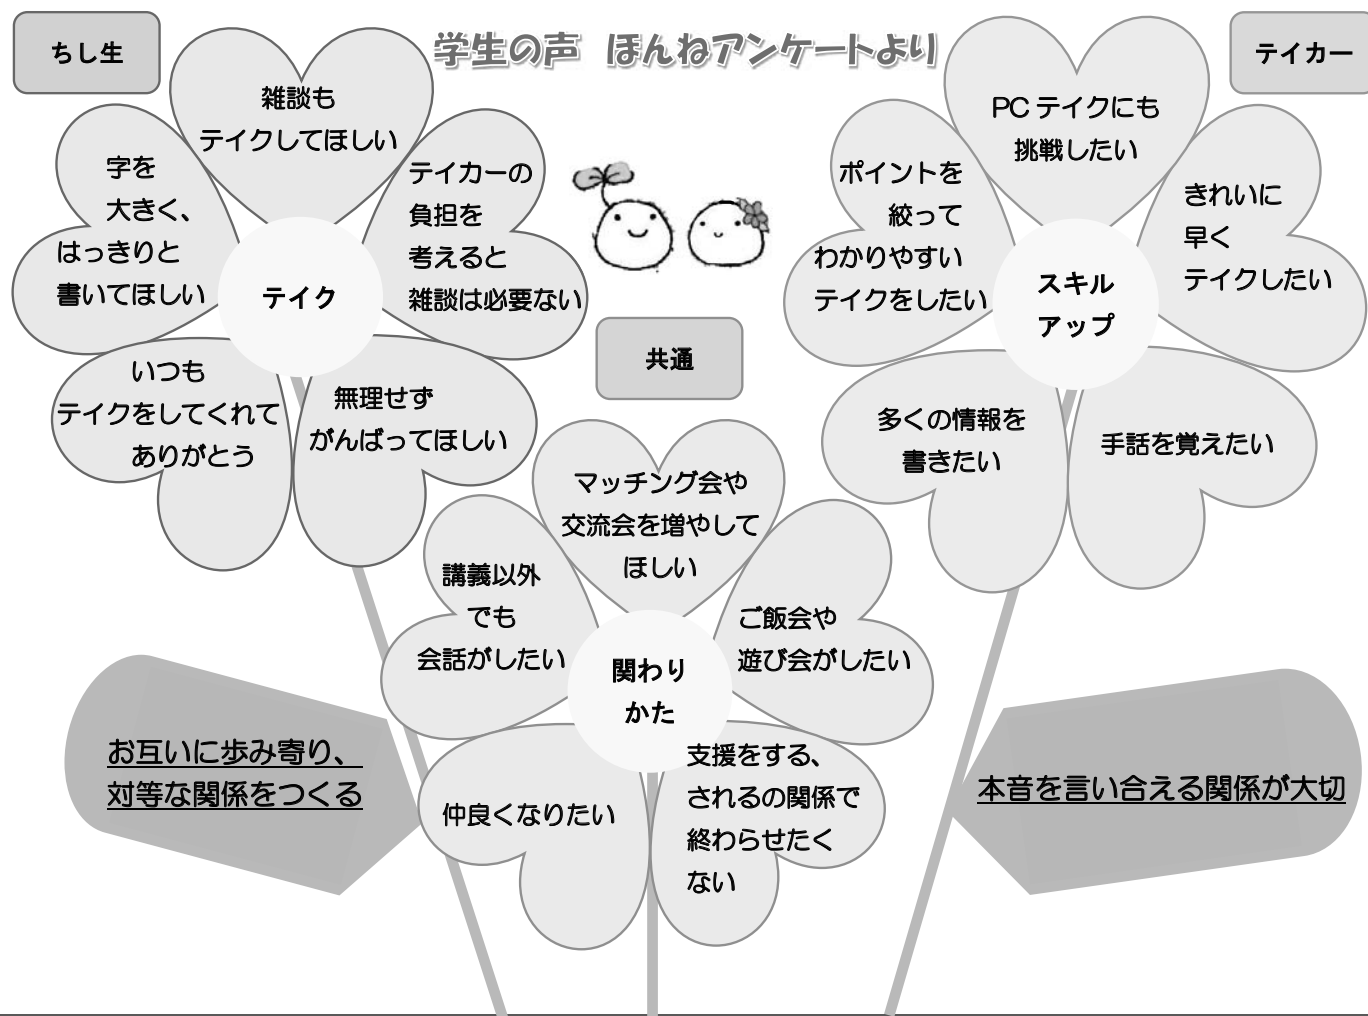 学生の声 ほんねアンケートより
ちし生
雑談も
テイクしてほしい
字を
大きく、
はっきりと
書いてほしい
テイカーの
負担を
考えると
雑談は必要ない
テイク
いつも
テイクをしてくれて
ありがとう
無理せず
がんばってほしい
テイカー
PC テイクにも
挑戦したい
ポイントを
絞って
わかりやすい
テイクをしたい
きれいに
早く
テイクしたい
スキル
アップ
多くの情報を
書きたい
手話を覚えたい
共通
マッチング会や
交流会を増やして
ほしい
講義以外
でも
会話がしたい
ご飯会や
遊び会がしたい
関わり
かた
仲良くなりたい
支援をする、
されるの関係で
終わらせたく
ない
お互いに歩み寄り、
対等な関係をつくる
本音を言い合える関係が大切